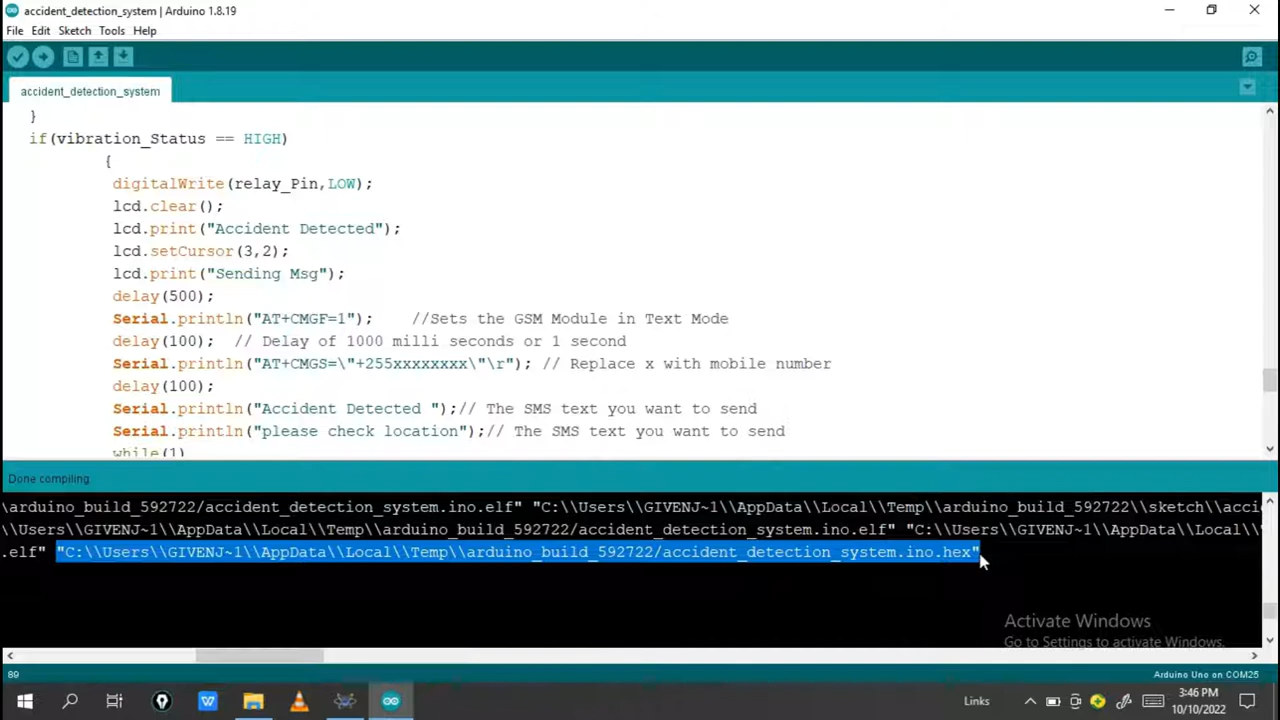 accident_detection_system | Arduino 1.8.19
File Edit Sketch Tools Help
accident_detection_system
}
if(vibration_Status == HIGH)
{
digitalWrite(relay_Pin,LOW);
lcd.clear();
lcd.print("Accident Detected");
lcd.setCursor(3,2);
lcd.print("Sending Msg");
delay(500);
Serial.println("AT+CMGF=1"); //Sets the GSM Module in Text Mode
delay(100); // Delay of 1000 milli seconds or 1 second
Serial.println("AT+CMGS=\"+255xxxxxxxx\"\r"); // Replace x with mobile number
delay(100);
Serial.println("Accident Detected ");// The SMS text you want to send
Serial.println("please check location");// The SMS text you want to send
while(1)
Done compiling
\arduino_build_592722/accident_detection_system.ino.elf" "C:\\Users\\GIVENJ~1\\AppData\\Local\\Temp\\arduino_build_592722\\sketch\\accid
\\Users\\GIVENJ~1\\AppData\\Local\\Temp\\arduino_build_592722/accident_detection_system.ino.elf" "C:\\Users\\GIVENJ~1\\AppData\\Local\\
.elf" "C:\\Users\\GIVENJ~1\\AppData\\Local\\Temp\\arduino_build_592722/accident_detection_system.ino.hex"
Activate Windows
Go to Settings to activate Windows.
89
Arduino Uno on COM25
Links
3:46 PM
10/10/2022